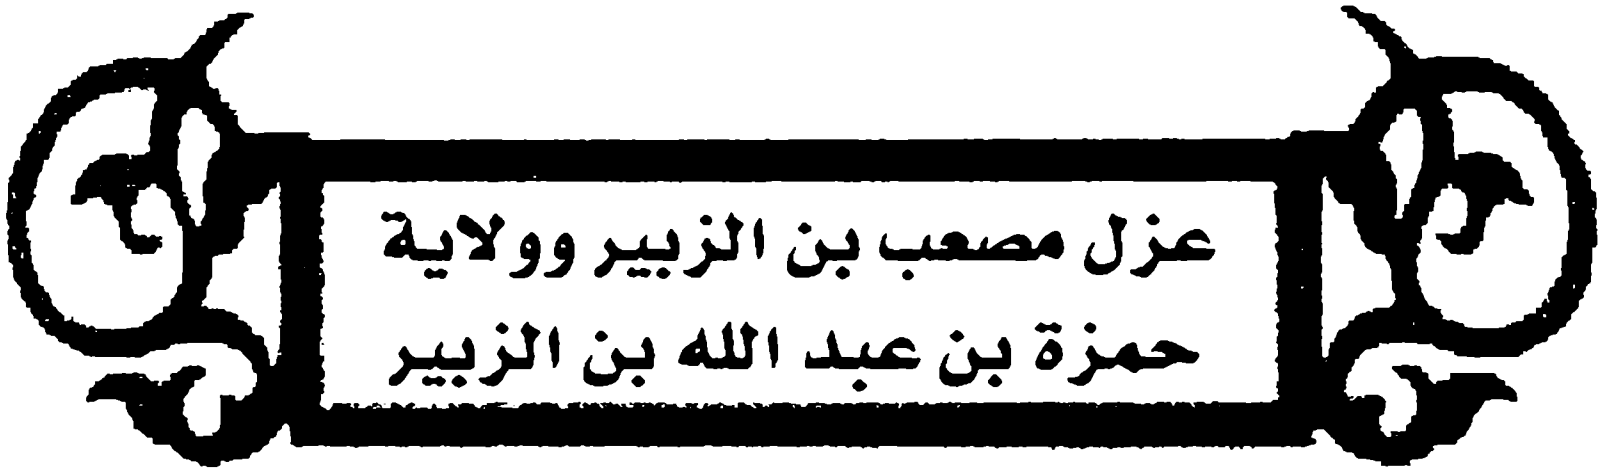 عزل مصعب بن الزبير وولاية
حمزة بن عبد الله بن الزبير